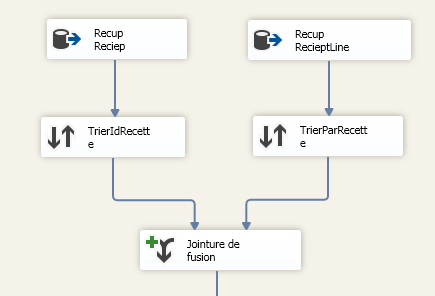 Recup
Reciep
Recup
RecieptLine
TrierIdRecett
e
TrierParRecett
e
Jointure de
fusion